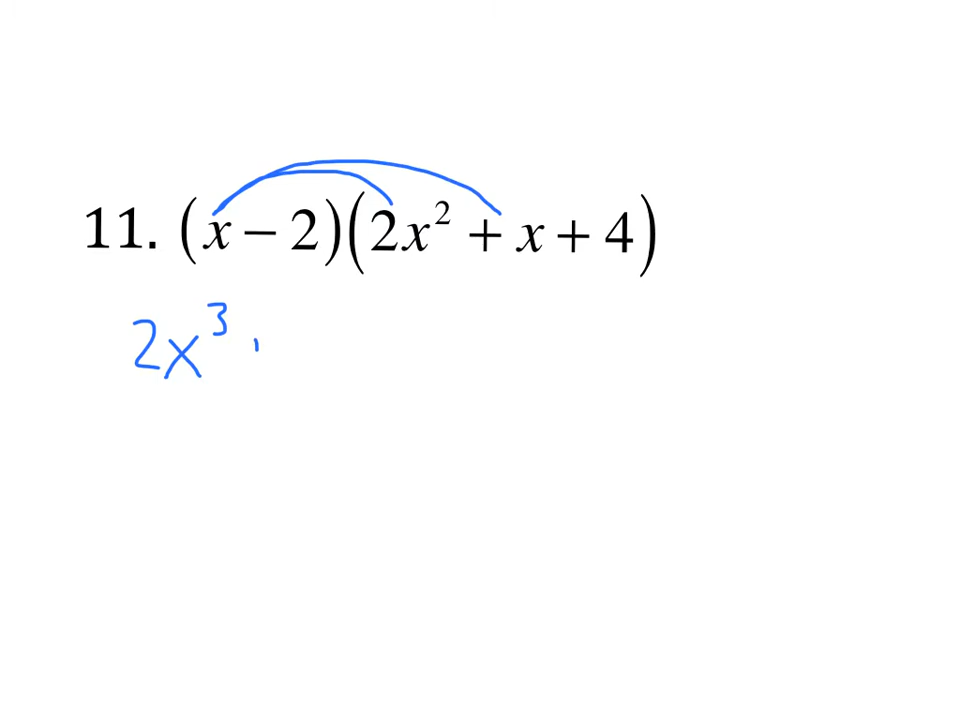 11. (x − 2)(2x² + x + 4)
2x³